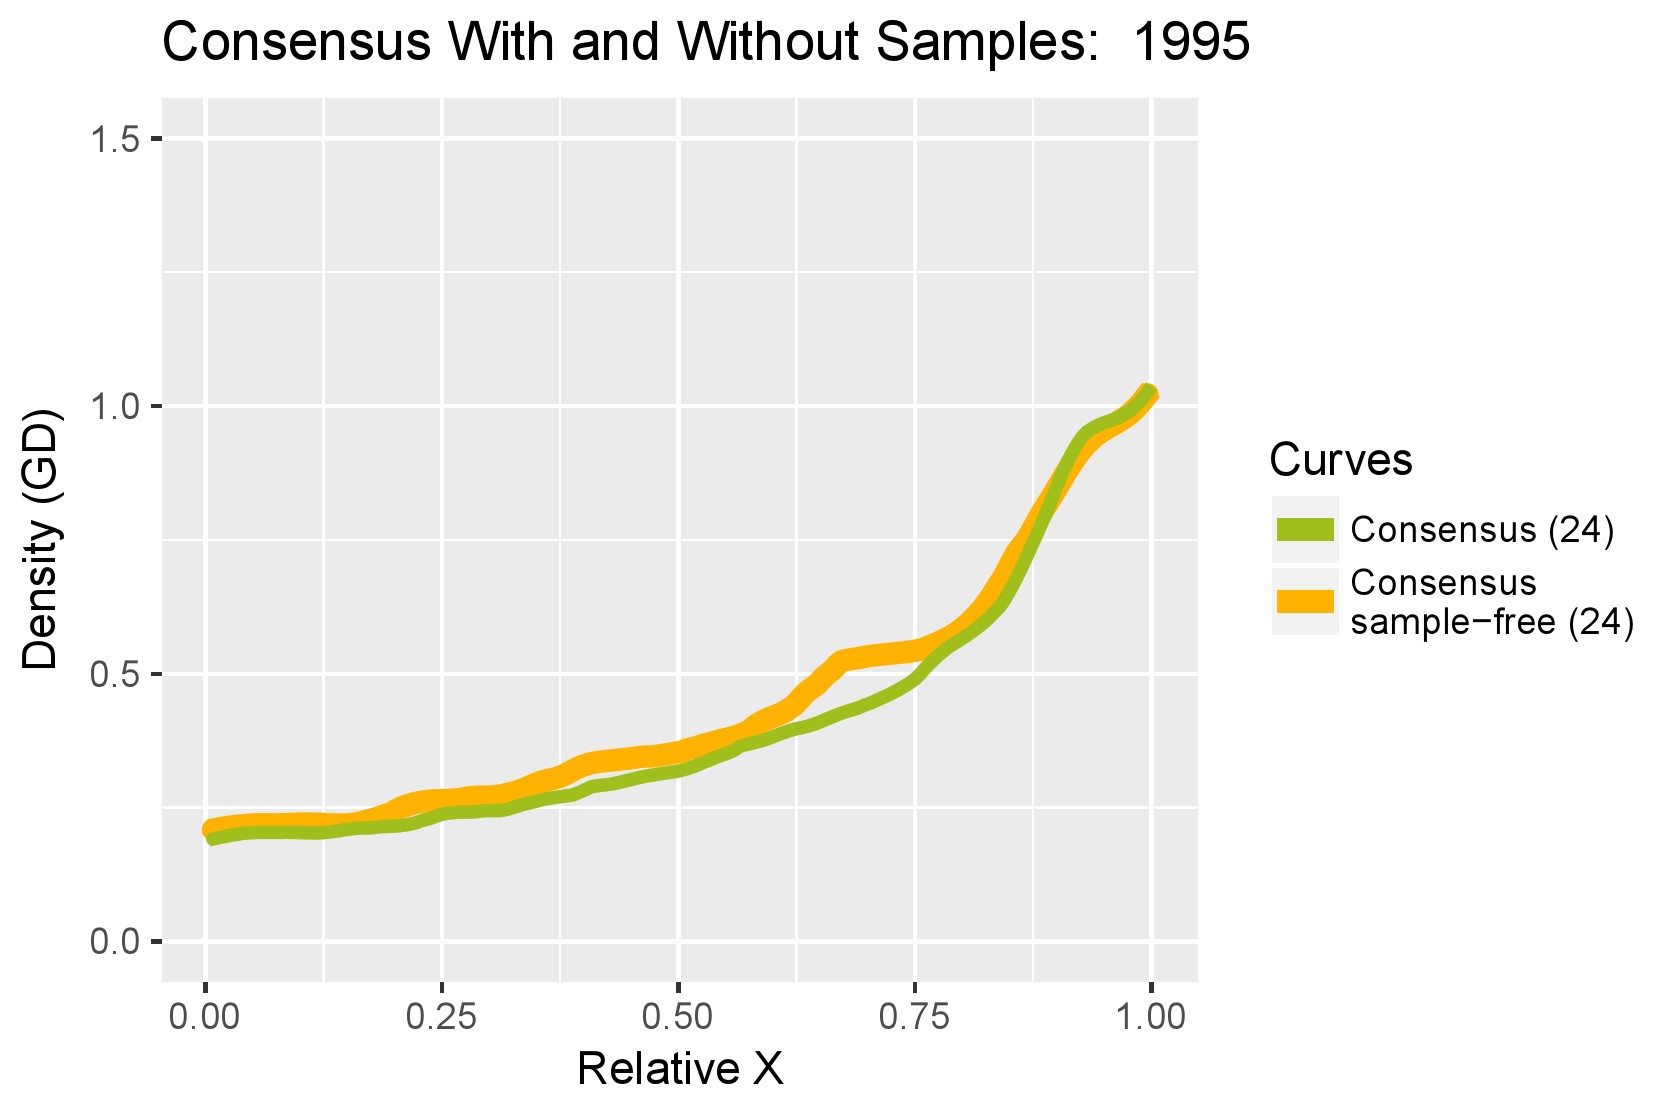 Consensus With and Without Samples:  1995
1.5
1.0
0.5
0.0
Density (GD)
0.00 0.25 0.50 0.75 1.00
Relative X
Curves
Consensus (24)
Consensus
sample−free (24)